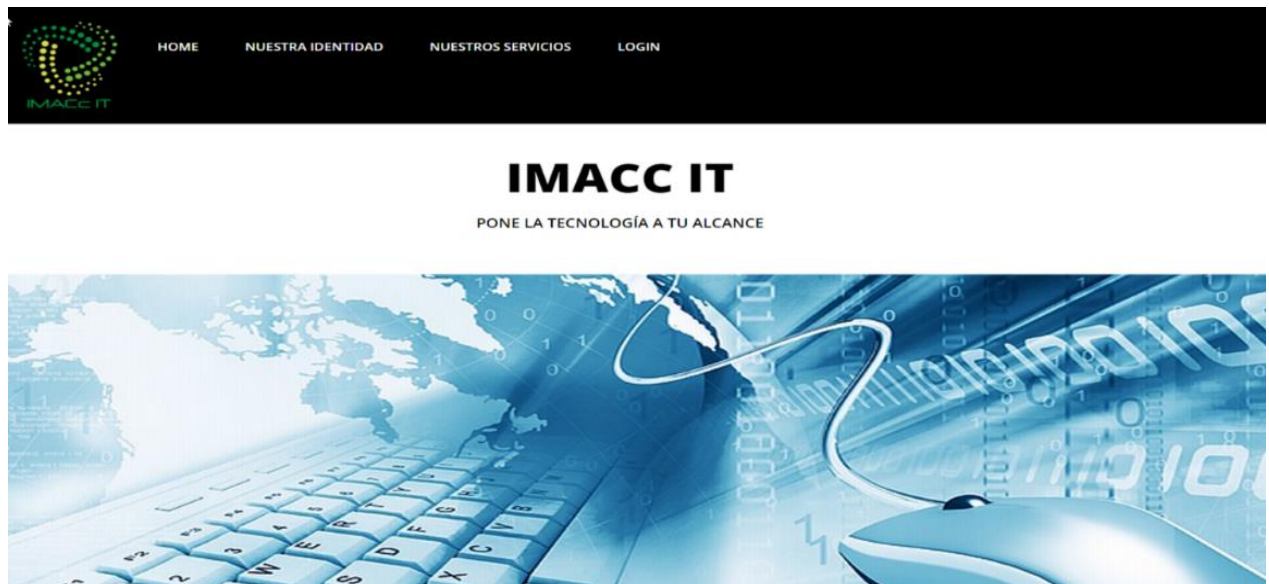 HOME NUESTRA IDENTIDAD NUESTROS SERVICIOS LOGIN
IMACc IT
IMACC IT
PONE LA TECNOLOGÍA A TU ALCANCE